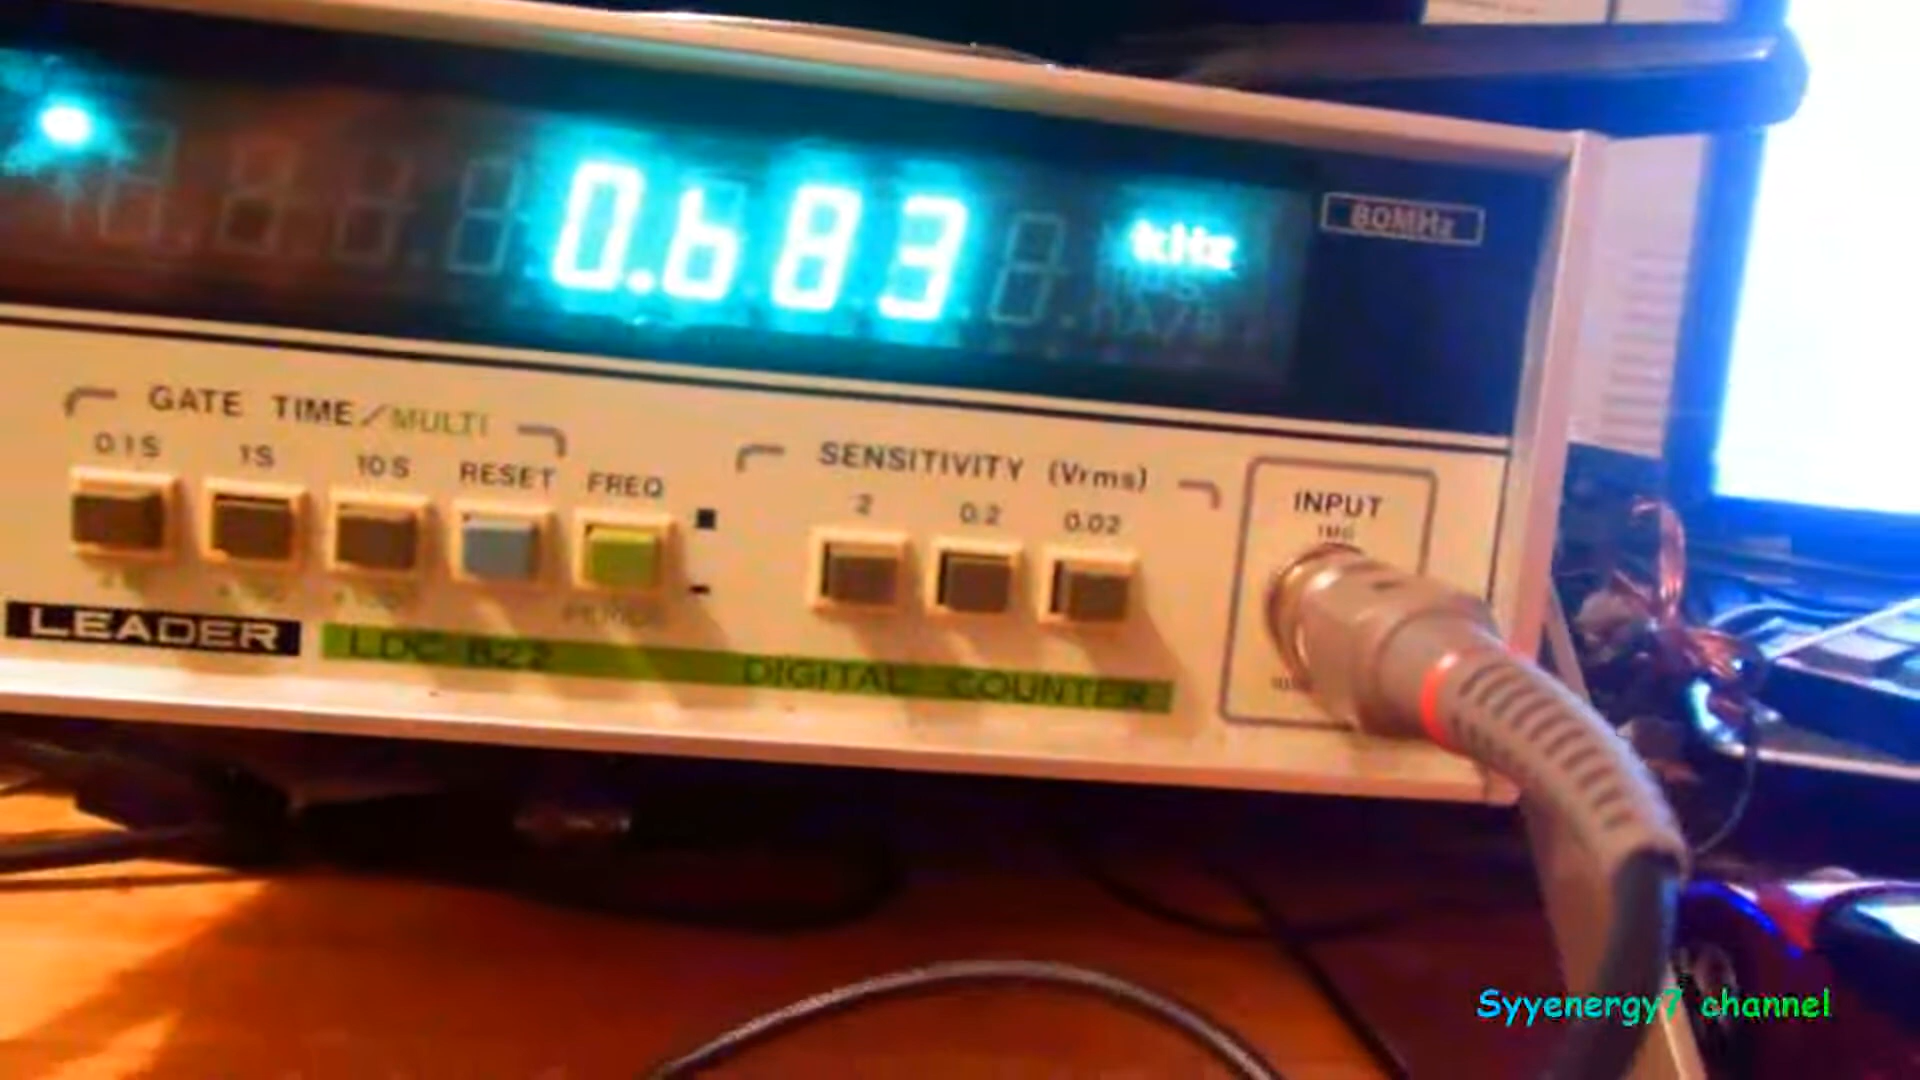 0.683 kHz
80MHz
GATE TIME/MULTI
0.1S 1S 10S RESET FREQ
SENSITIVITY (Vrms)
2 0.2 0.02
INPUT
LEADER
LDC 822 DIGITAL COUNTER
Syyenergy7 channel